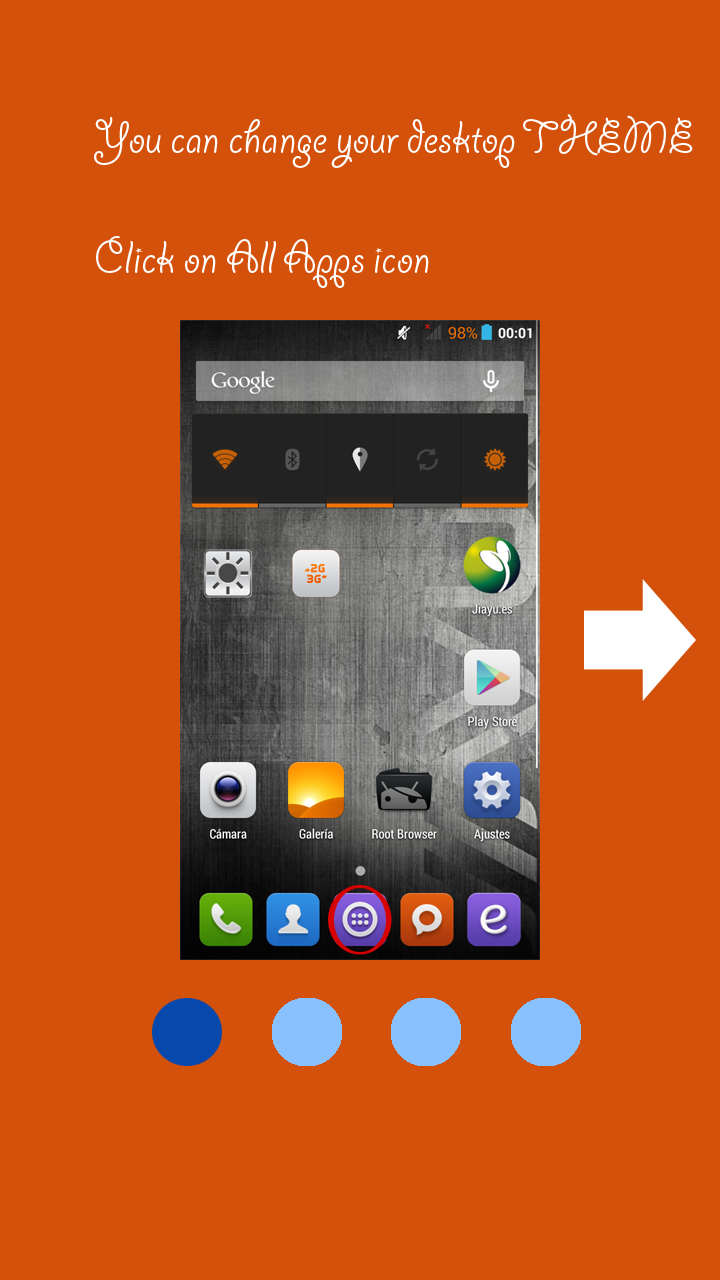 You can change your desktop THEME
Click on All Apps icon
98% 00:01
Google
2G
3G
Jiayu.es
Play Store
Cámara Galería Root Browser Ajustes